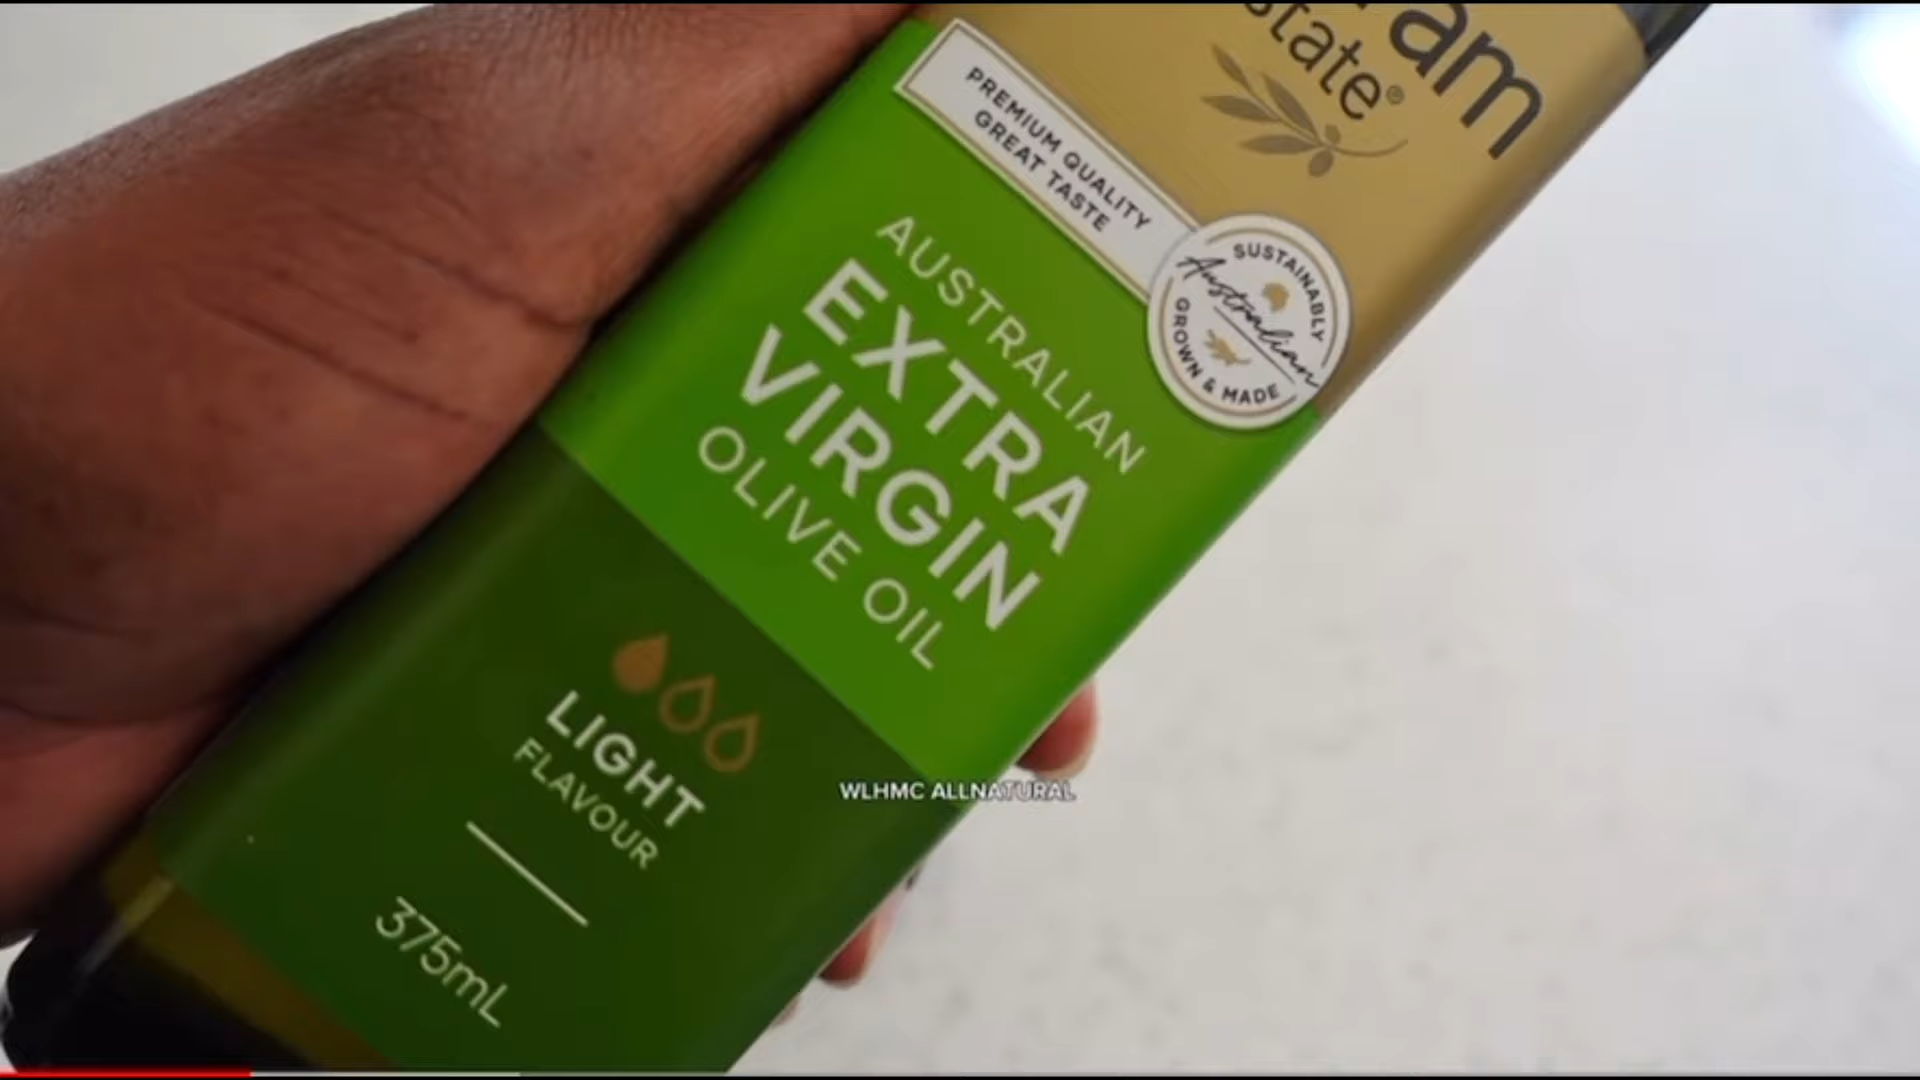 am
state®
PREMIUM QUALITY
GREAT TASTE
SUSTAINABLY
Australian
GROWN & MADE
AUSTRALIAN
EXTRA
VIRGIN
OLIVE OIL
LIGHT
FLAVOUR
375mL
WLHMC ALLNATURAL